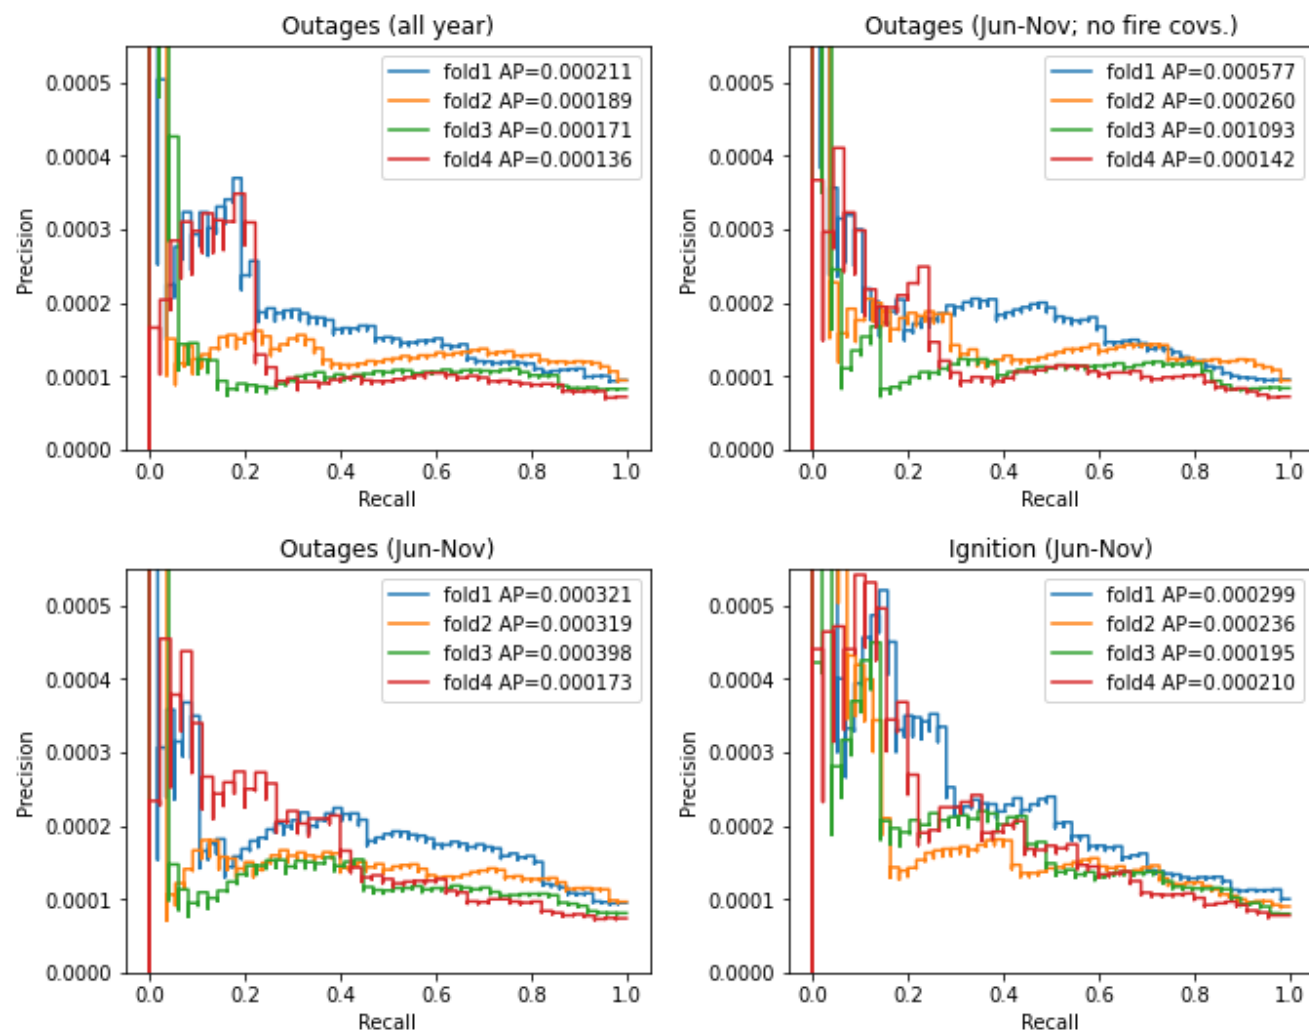 Outages (all year)
fold1 AP=0.000211
fold2 AP=0.000189
fold3 AP=0.000171
fold4 AP=0.000136
0.0005
0.0004
0.0003
0.0002
0.0001
0.0000
Precision
0.0 0.2 0.4 0.6 0.8 1.0
Recall
Outages (Jun-Nov; no fire covs.)
fold1 AP=0.000577
fold2 AP=0.000260
fold3 AP=0.001093
fold4 AP=0.000142
0.0005
0.0004
0.0003
0.0002
0.0001
0.0000
Precision
0.0 0.2 0.4 0.6 0.8 1.0
Recall
Outages (Jun-Nov)
fold1 AP=0.000321
fold2 AP=0.000319
fold3 AP=0.000398
fold4 AP=0.000173
0.0005
0.0004
0.0003
0.0002
0.0001
0.0000
Precision
0.0 0.2 0.4 0.6 0.8 1.0
Recall
Ignition (Jun-Nov)
fold1 AP=0.000299
fold2 AP=0.000236
fold3 AP=0.000195
fold4 AP=0.000210
0.0005
0.0004
0.0003
0.0002
0.0001
0.0000
Precision
0.0 0.2 0.4 0.6 0.8 1.0
Recall